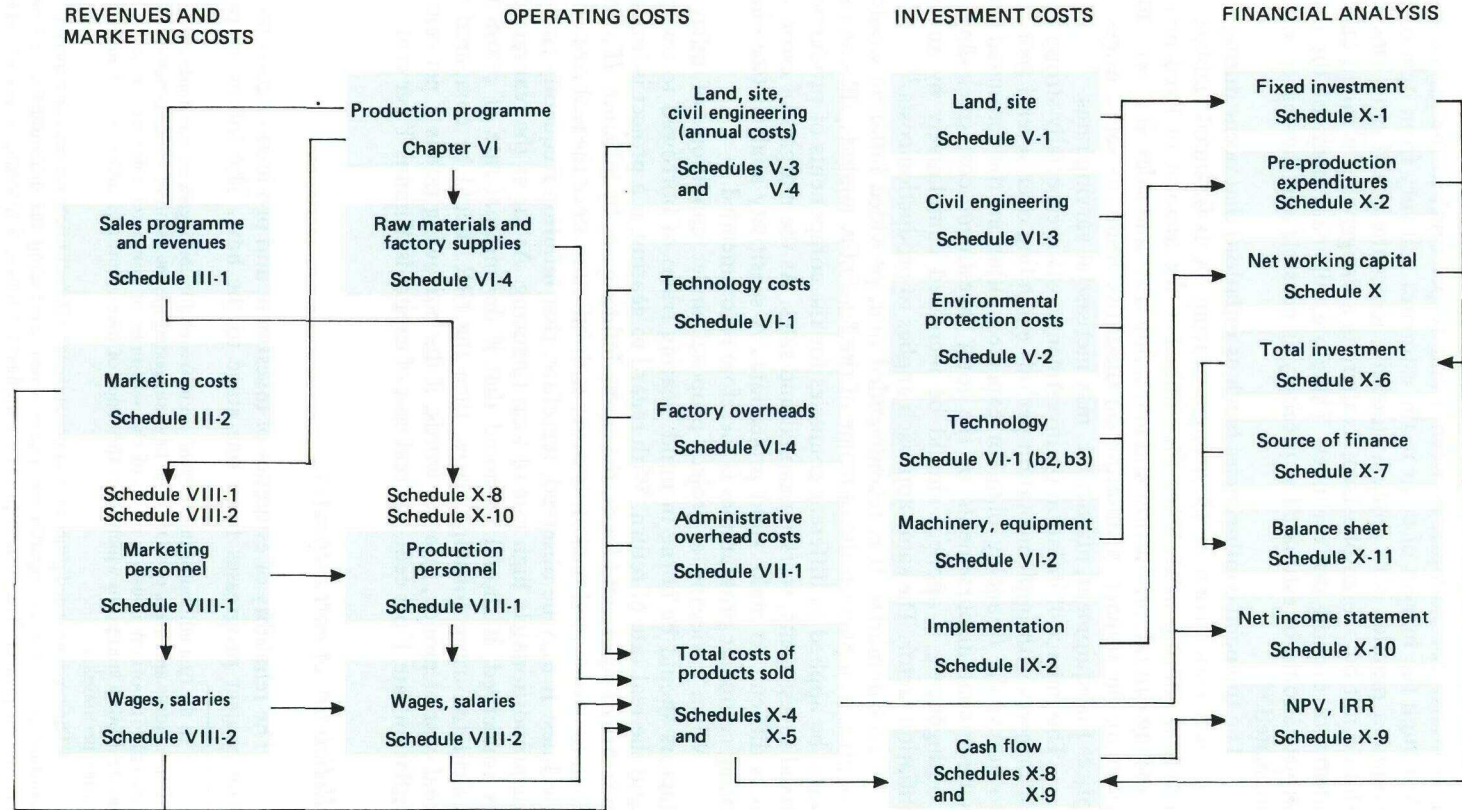 REVENUES AND
MARKETING COSTS
OPERATING COSTS
INVESTMENT COSTS
FINANCIAL ANALYSIS
Production programme
Chapter VI
Sales programme
and revenues
Schedule III-1
Raw materials and
factory supplies
Schedule VI-4
Marketing costs
Schedule III-2
Schedule VIII-1
Schedule VIII-2
Schedule X-8
Schedule X-10
Marketing
personnel
Schedule VIII-1
Production
personnel
Schedule VIII-1
Wages, salaries
Schedule VIII-2
Wages, salaries
Schedule VIII-2
Land, site,
civil engineering
(annual costs)
Schedules V-3
and V-4
Technology costs
Schedule VI-1
Factory overheads
Schedule VI-4
Administrative
overhead costs
Schedule VII-1
Total costs of
products sold
Schedules X-4
and X-5
Land, site
Schedule V-1
Civil engineering
Schedule VI-3
Environmental
protection costs
Schedule V-2
Technology
Schedule VI-1 (b2, b3)
Machinery, equipment
Schedule VI-2
Implementation
Schedule IX-2
Cash flow
Schedules X-8
and X-9
Fixed investment
Schedule X-1
Pre-production
expenditures
Schedule X-2
Net working capital
Schedule X
Total investment
Schedule X-6
Source of finance
Schedule X-7
Balance sheet
Schedule X-11
Net income statement
Schedule X-10
NPV, IRR
Schedule X-9